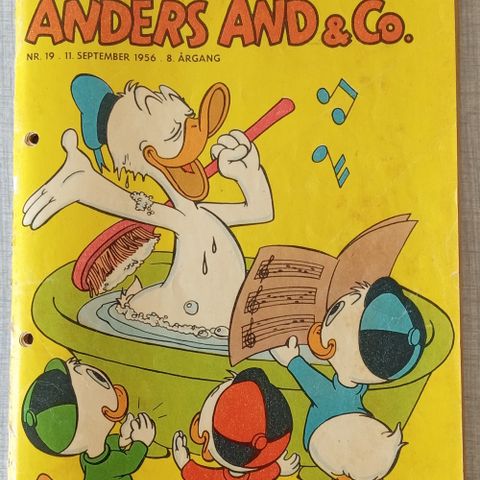 ANDERS AND & Co.
NR. 19 . 11. SEPTEMBER 1956 . 8. ÅRGANG